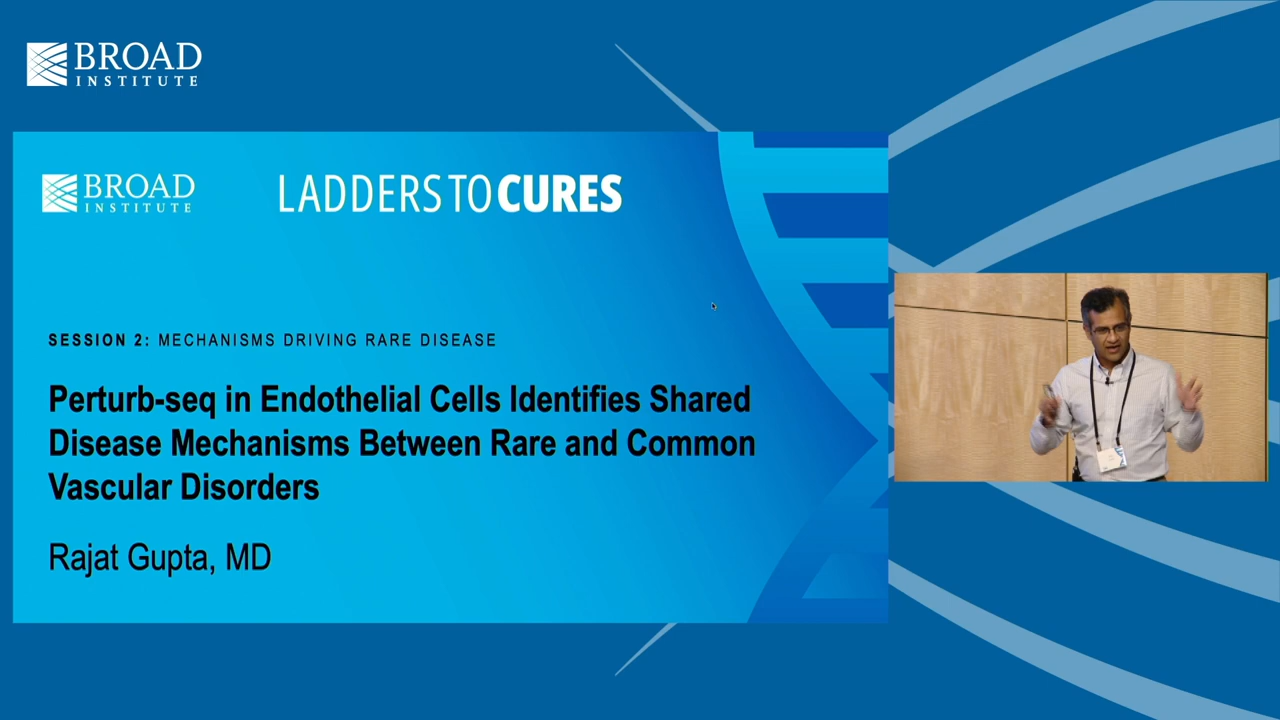 BROAD
INSTITUTE
BROAD
INSTITUTE
LADDERS TO CURES
SESSION 2: MECHANISMS DRIVING RARE DISEASE
Perturb-seq in Endothelial Cells Identifies Shared
Disease Mechanisms Between Rare and Common
Vascular Disorders
Rajat Gupta, MD